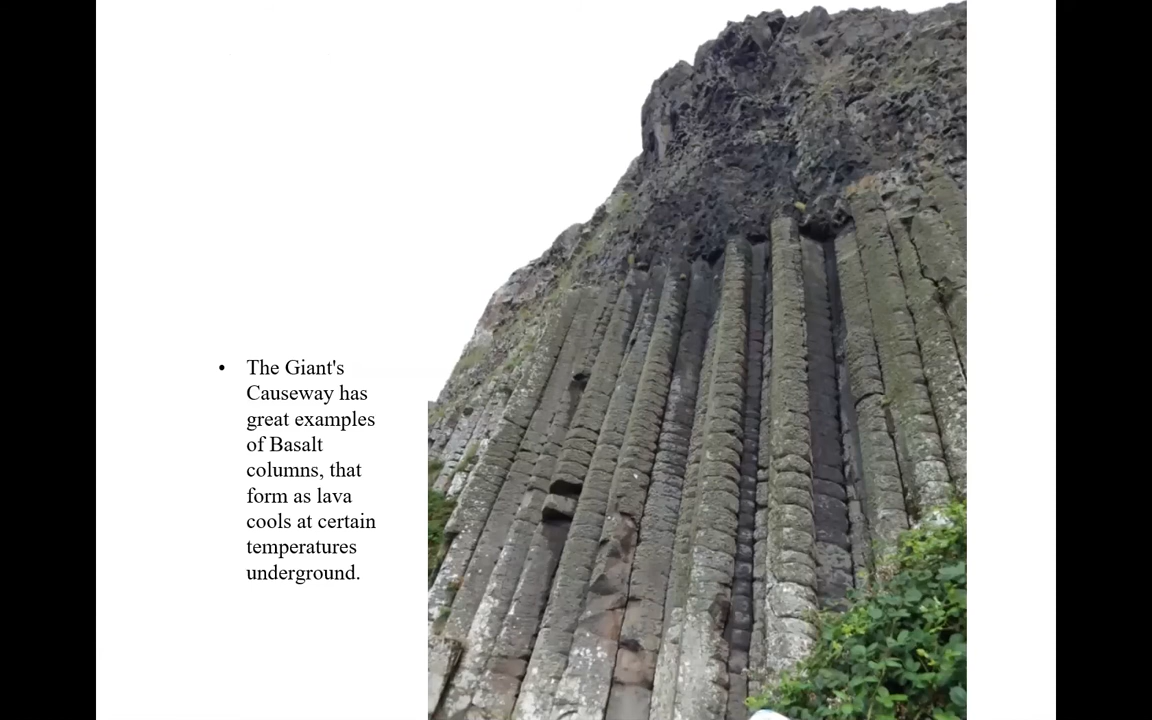 • The Giant's
Causeway has
great examples
of Basalt
columns, that
form as lava
cools at certain
temperatures
underground.